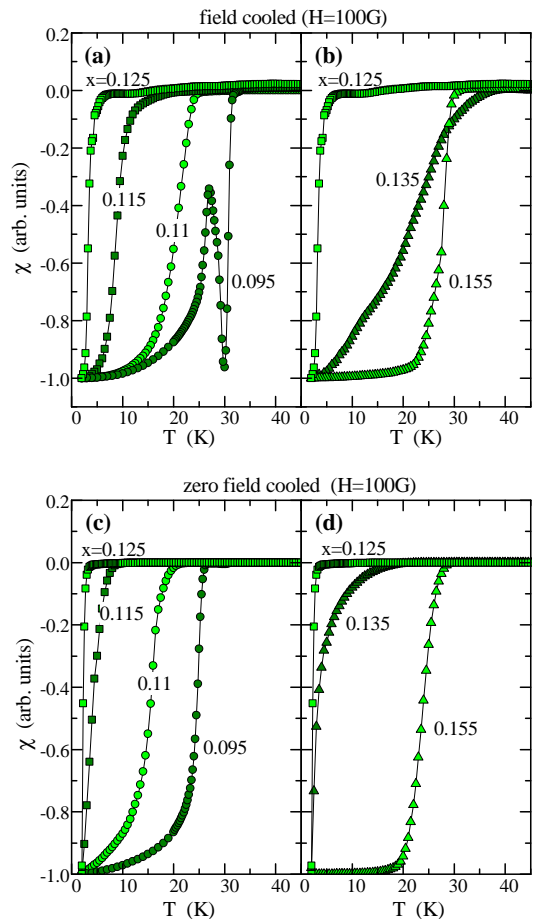 field cooled (H=100G)
(a)
(b)
x=0.125
x=0.125
0.115
0.11
0.095
0.135
0.155
0.2
0.0
-0.2
-0.4
-0.6
-0.8
-1.0
χ (arb. units)
0 10 20 30 40
0 10 20 30 40
T (K)
T (K)
zero field cooled (H=100G)
(c)
(d)
x=0.125
x=0.125
0.115
0.11
0.095
0.135
0.155
0.2
0.0
-0.2
-0.4
-0.6
-0.8
-1.0
χ (arb. units)
0 10 20 30 40
0 10 20 30 40
T (K)
T (K)